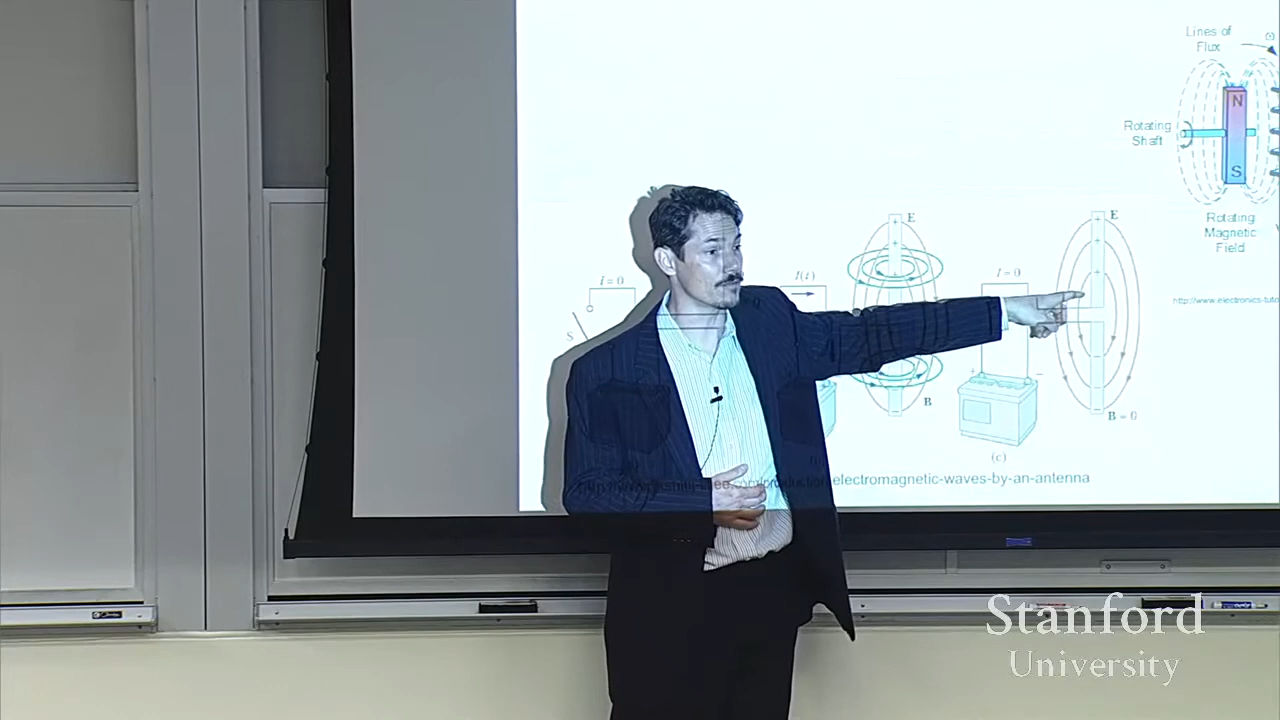 Lines of
Flux
N
Rotating
Shaft
S
Rotating
Magnetic
Field
E
E
I = 0
I(t)
I = 0
S
B
B = 0
(c)
electromagnetic-waves-by-an-antenna
Stanford
University